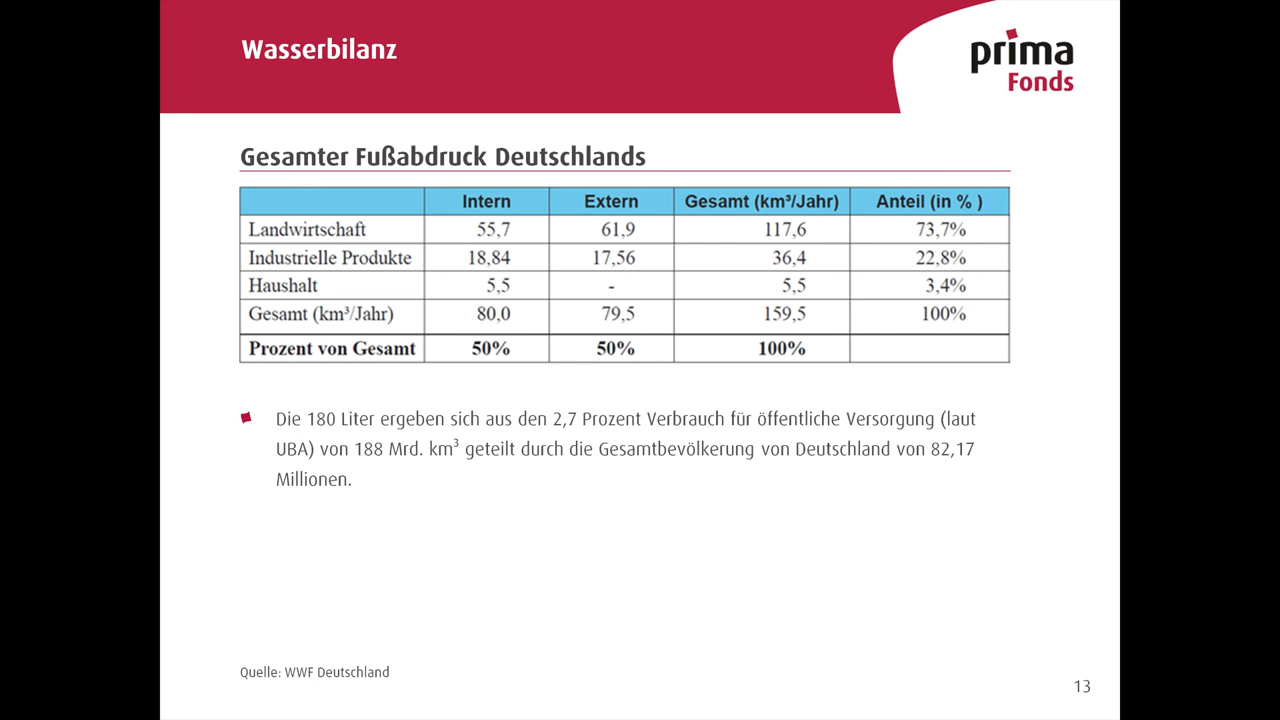 Wasserbilanz
prima
Fonds
Gesamter Fußabdruck Deutschlands
Intern Extern Gesamt (km³/Jahr) Anteil (in % )
Landwirtschaft 55,7 61,9 117,6 73,7%
Industrielle Produkte 18,84 17,56 36,4 22,8%
Haushalt 5,5 - 5,5 3,4%
Gesamt (km³/Jahr) 80,0 79,5 159,5 100%
Prozent von Gesamt 50% 50% 100%
Die 180 Liter ergeben sich aus den 2,7 Prozent Verbrauch für öffentliche Versorgung (laut
UBA) von 188 Mrd. km³ geteilt durch die Gesamtbevölkerung von Deutschland von 82,17
Millionen.
Quelle: WWF Deutschland
13